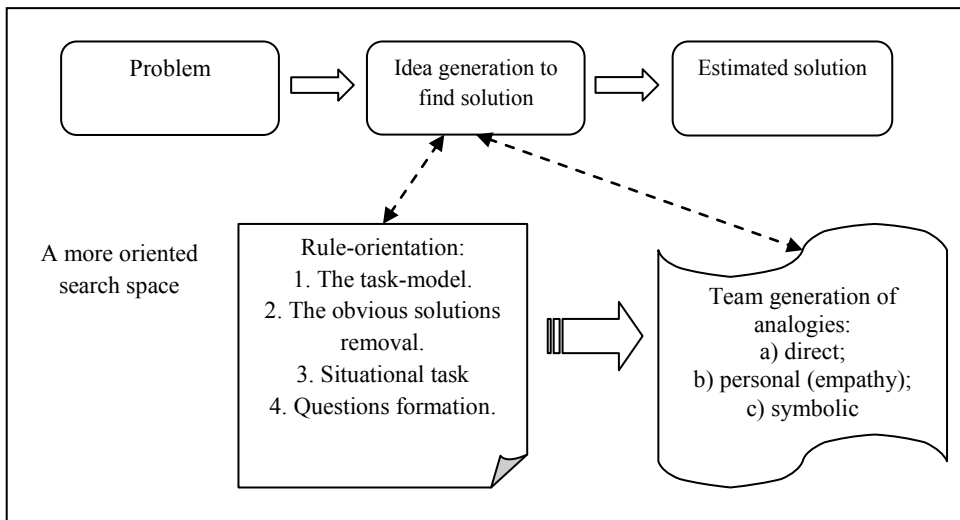 Problem
Idea generation to
find solution
Estimated solution
A more oriented
search space
Rule-orientation:
1. The task-model.
2. The obvious solutions
removal.
3. Situational task
4. Questions formation.
Team generation of
analogies:
a) direct;
b) personal (empathy);
c) symbolic